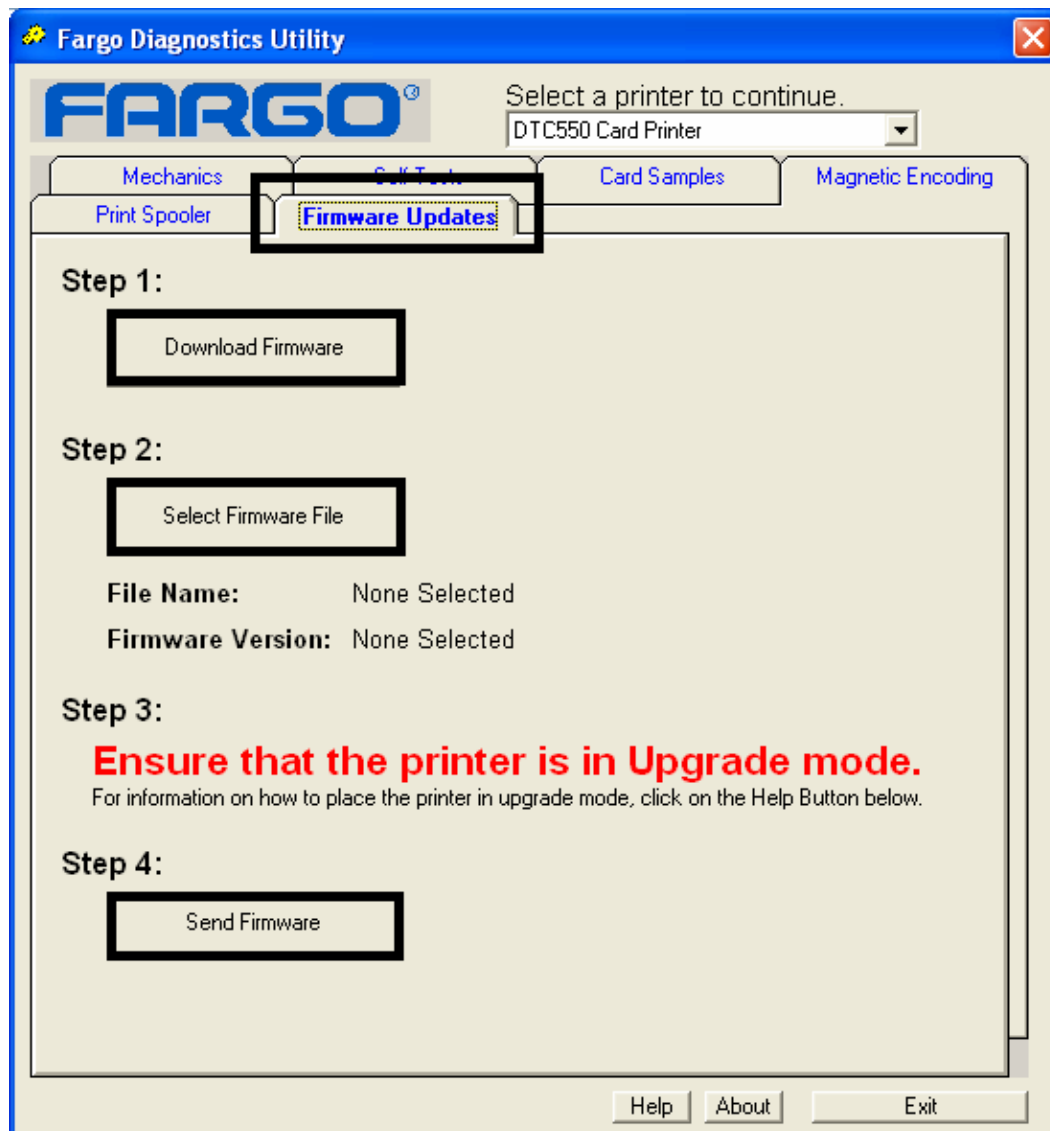 Fargo Diagnostics Utility
FARGO®
Select a printer to continue.
DTC550 Card Printer
Mechanics
Card Samples
Magnetic Encoding
Print Spooler
Firmware Updates
Step 1:
Download Firmware
Step 2:
Select Firmware File
File Name: None Selected
Firmware Version: None Selected
Step 3:
Ensure that the printer is in Upgrade mode.
For information on how to place the printer in upgrade mode, click on the Help Button below.
Step 4:
Send Firmware
Help About Exit